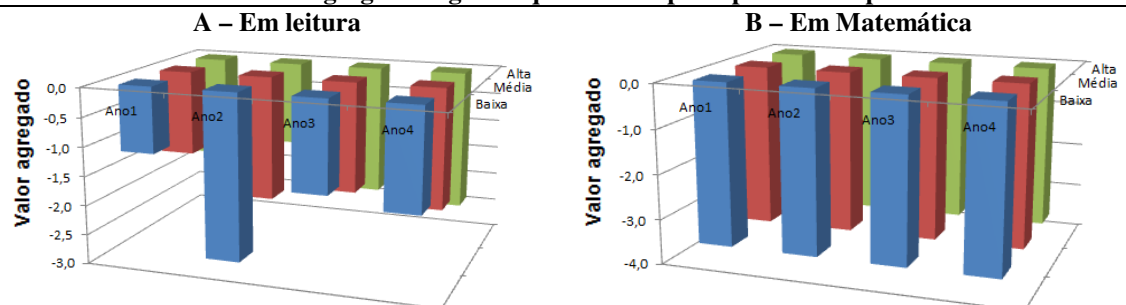 A – Em leitura
B – Em Matemática
Valor agregado
0,0
-0,5
-1,0
-1,5
-2,0
-2,5
-3,0
Ano1
Ano2
Ano3
Ano4
Alta
Média
Baixa
Valor agregado
0,0
-1,0
-2,0
-3,0
-4,0
Ano1
Ano2
Ano3
Ano4
Alta
Média
Baixa